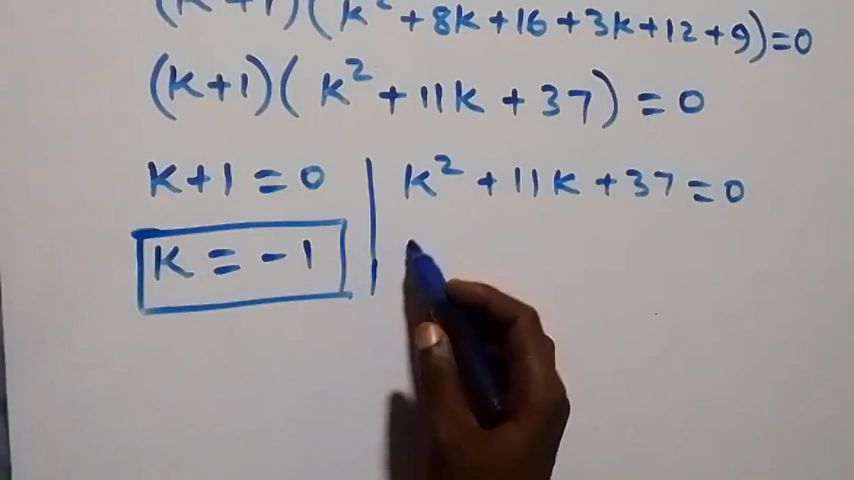 (k+1)(k²+8k+16+3k+12+9)=0
(k+1)(k²+11k+37)=0
k+1=0 | k²+11k+37=0
k=-1